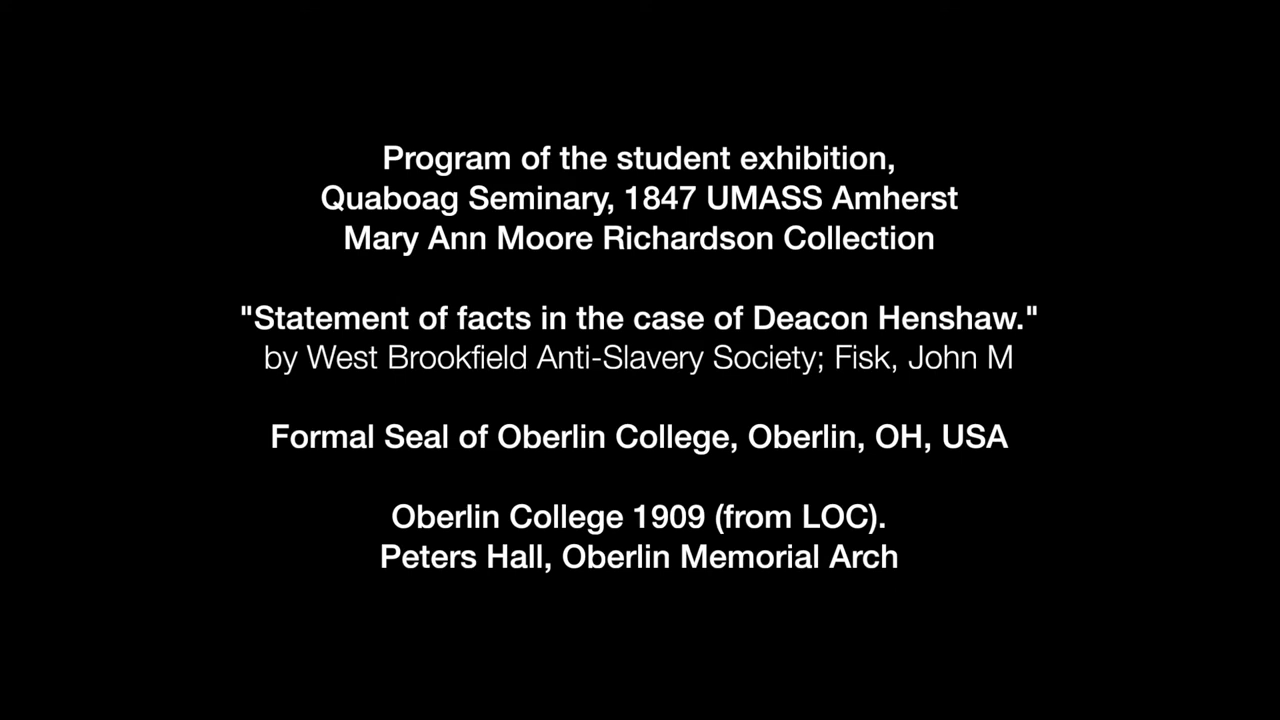 Program of the student exhibition,
Quaboag Seminary, 1847 UMASS Amherst
Mary Ann Moore Richardson Collection
"Statement of facts in the case of Deacon Henshaw."
by West Brookfield Anti-Slavery Society; Fisk, John M
Formal Seal of Oberlin College, Oberlin, OH, USA
Oberlin College 1909 (from LOC).
Peters Hall, Oberlin Memorial Arch